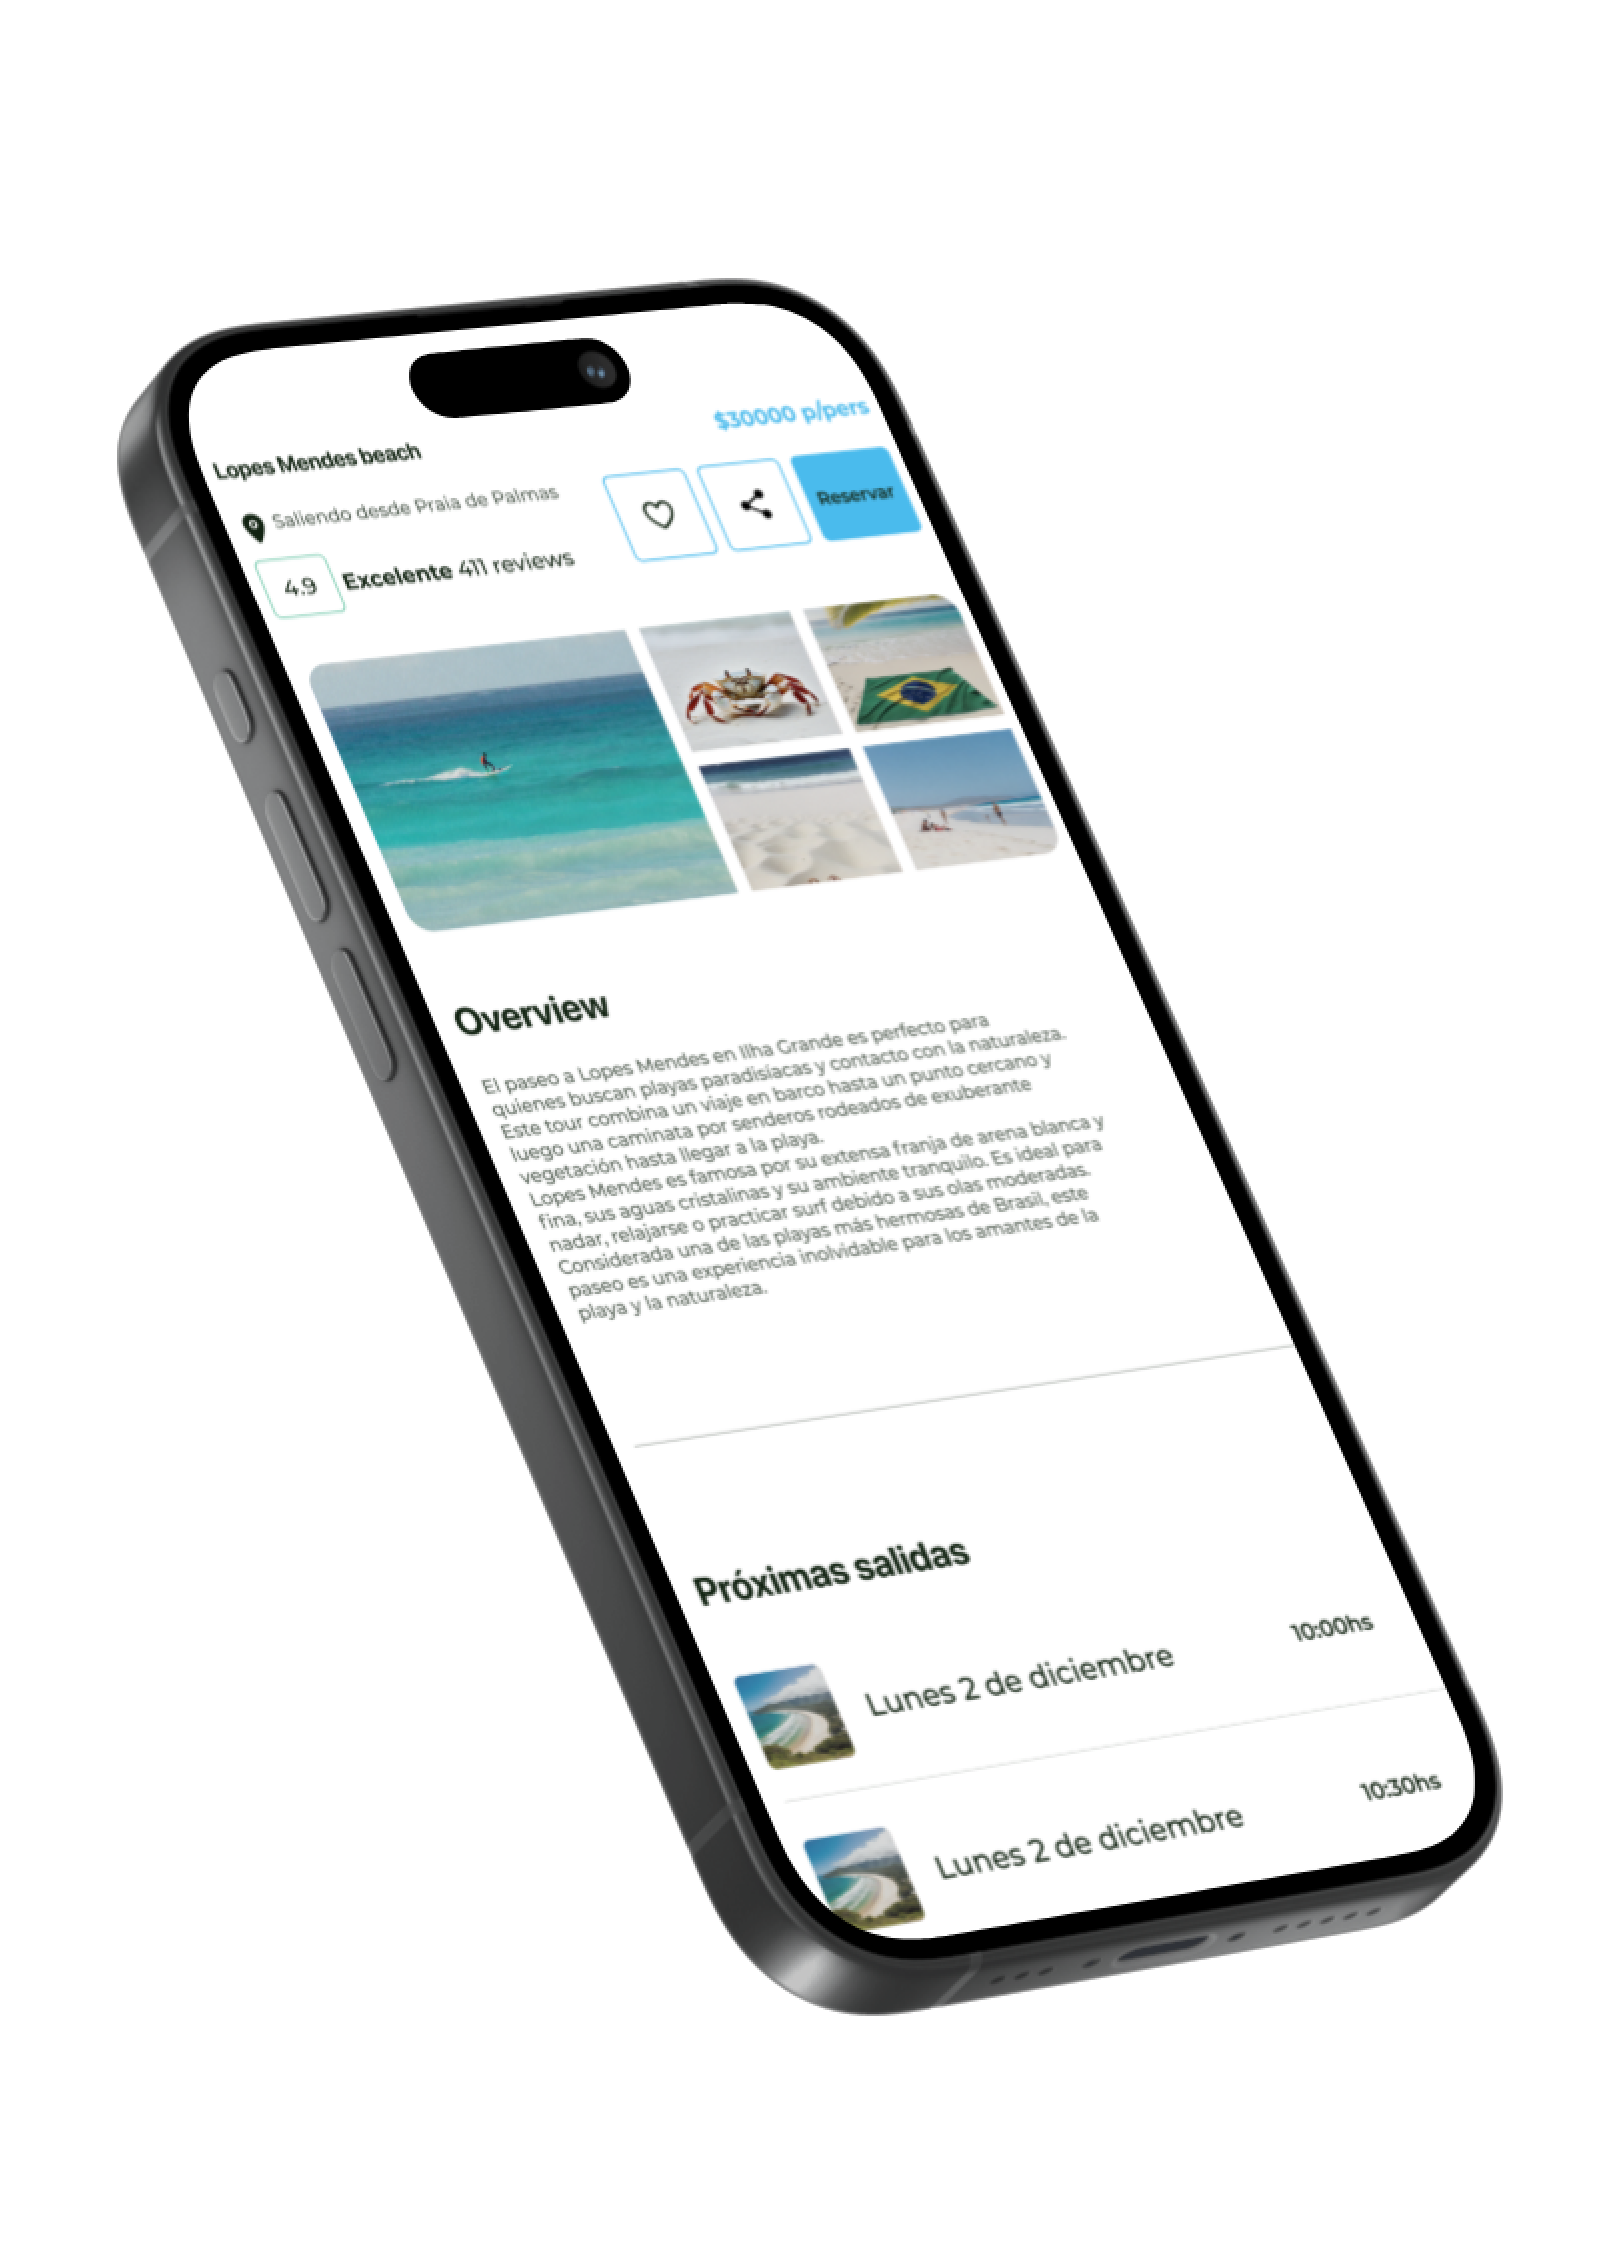 $30000 p/pers
Lopes Mendes beach
Saliendo desde Praia de Palmas
Reservar
4.9 Excelente 411 reviews
Overview
El paseo a Lopes Mendes en Ilha Grande es perfecto para
quienes buscan playas paradisíacas y contacto con la naturaleza.
Este tour combina un viaje en barco hasta un punto cercano y
luego una caminata por senderos rodeados de exuberante
vegetación hasta llegar a la playa.
Lopes Mendes es famosa por su extensa franja de arena blanca y
fina, sus aguas cristalinas y su ambiente tranquilo. Es ideal para
nadar, relajarse o practicar surf debido a sus olas moderadas.
Considerada una de las playas más hermosas de Brasil, este
paseo es una experiencia inolvidable para los amantes de la
playa y la naturaleza.
Próximas salidas
Lunes 2 de diciembre 10:00hs
Lunes 2 de diciembre 10:30hs